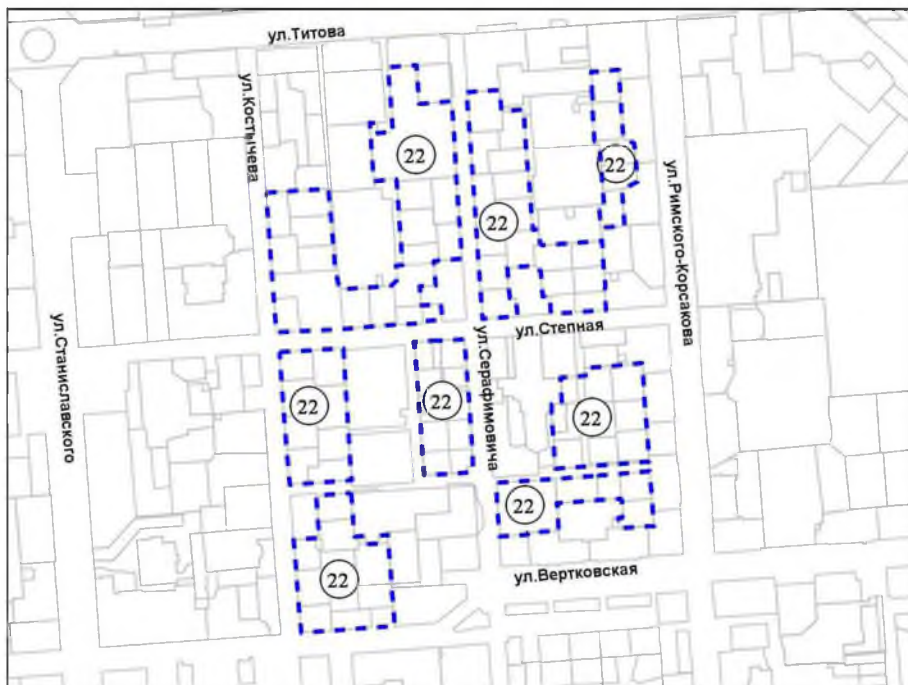 ул.Титова
ул.Костычева
22
22
ул.Римского-Корсакова
22
ул.Станиславского
ул.Степная
ул.Серафимовича
22
22
22
22
ул.Вертковская
22